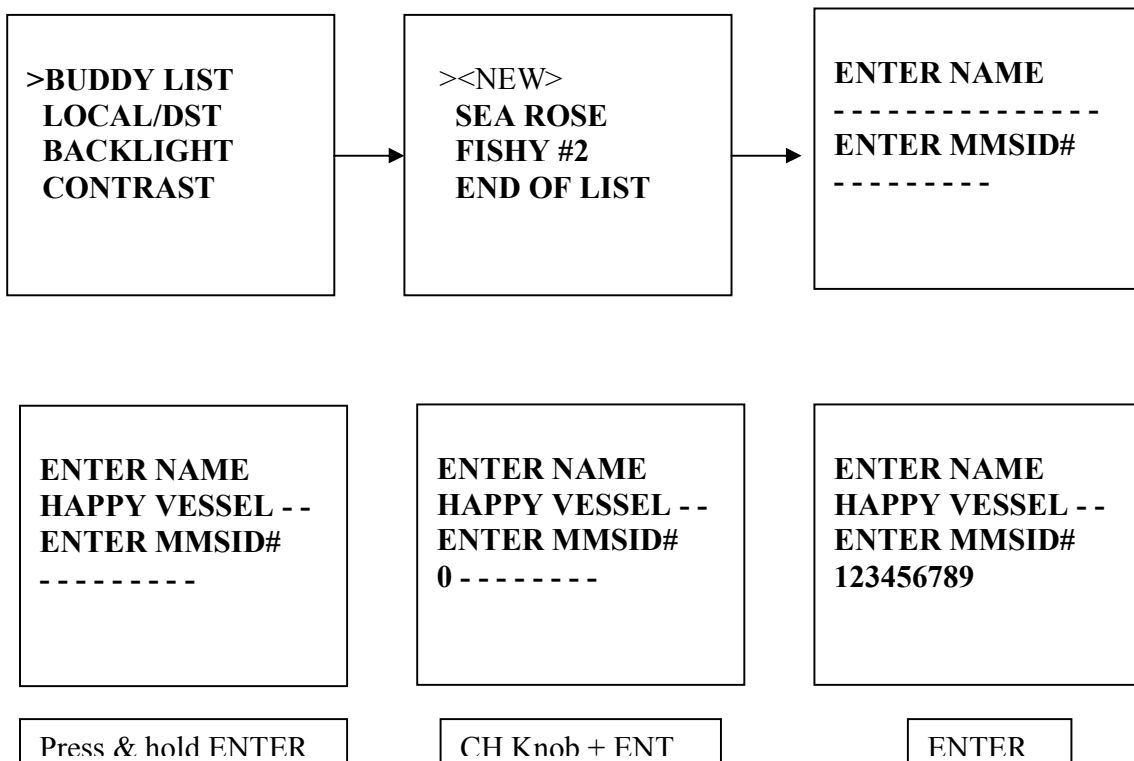 >BUDDY LIST
LOCAL/DST
BACKLIGHT
CONTRAST
><NEW>
SEA ROSE
FISHY #2
END OF LIST
ENTER NAME
- - - - - - - - - - - - - - -
ENTER MMSID#
- - - - - - - - -
ENTER NAME
HAPPY VESSEL - -
ENTER MMSID#
- - - - - - - - -
ENTER NAME
HAPPY VESSEL - -
ENTER MMSID#
0 - - - - - - - -
ENTER NAME
HAPPY VESSEL - -
ENTER MMSID#
123456789
Press & hold ENTER
CH Knob + ENT
ENTER